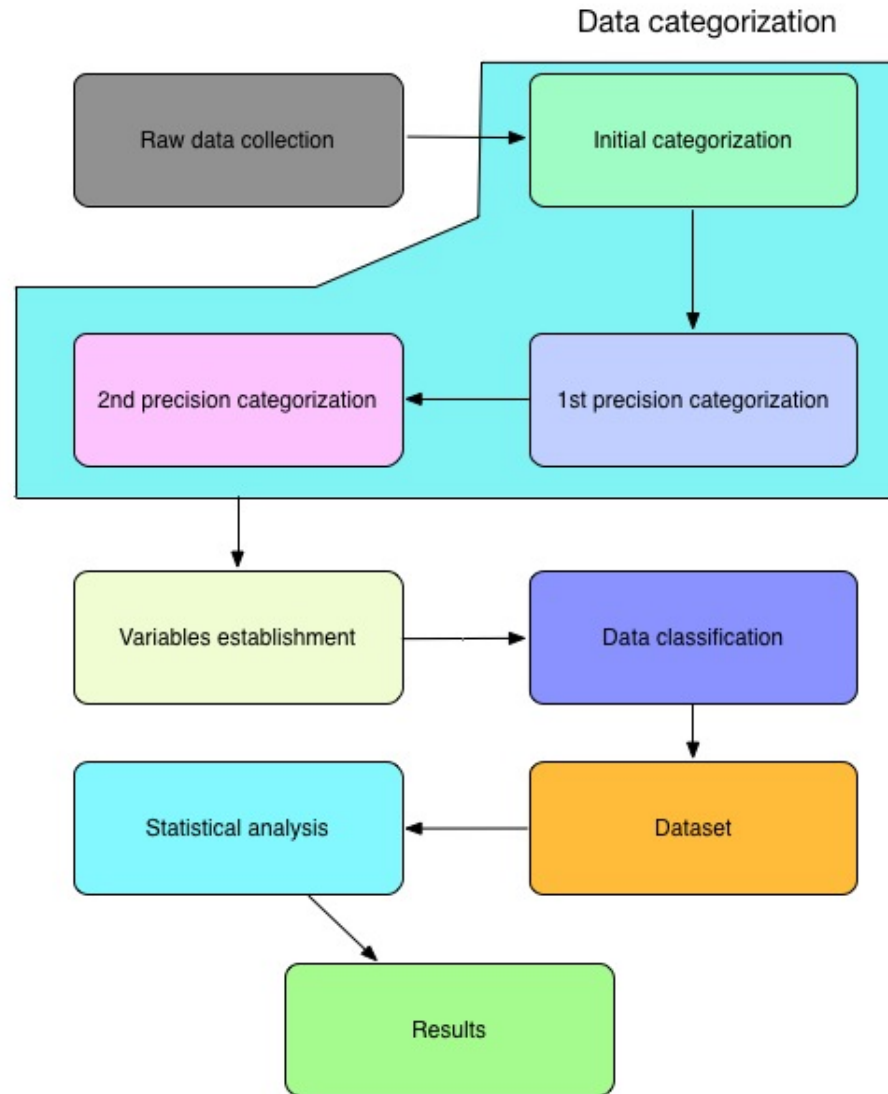 Data categorization
Raw data collection
Initial categorization
2nd precision categorization
1st precision categorization
Variables establishment
Data classification
Statistical analysis
Dataset
Results